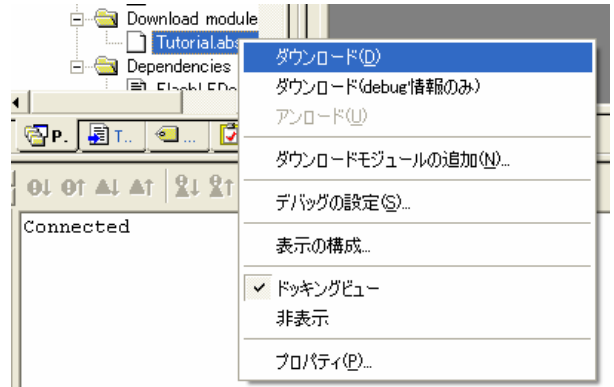 Download module
Tutorial.abs
Dependencies
ダウンロード(D)
ダウンロード(debug情報のみ)
アンロード(U)
ダウンロードモジュールの追加(N)...
デバッグの設定(S)...
表示の構成...
ドッキングビュー
非表示
プロパティ(P)...
P.
T..
...
Connected